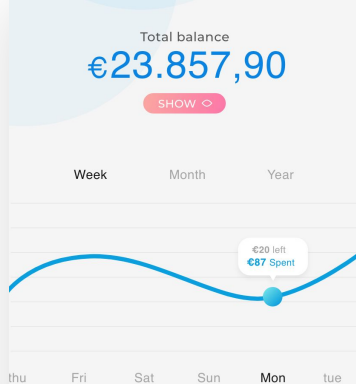 Total balance
€23.857,90
SHOW
Week Month Year
€20 left
€87 Spent
thu Fri Sat Sun Mon tue